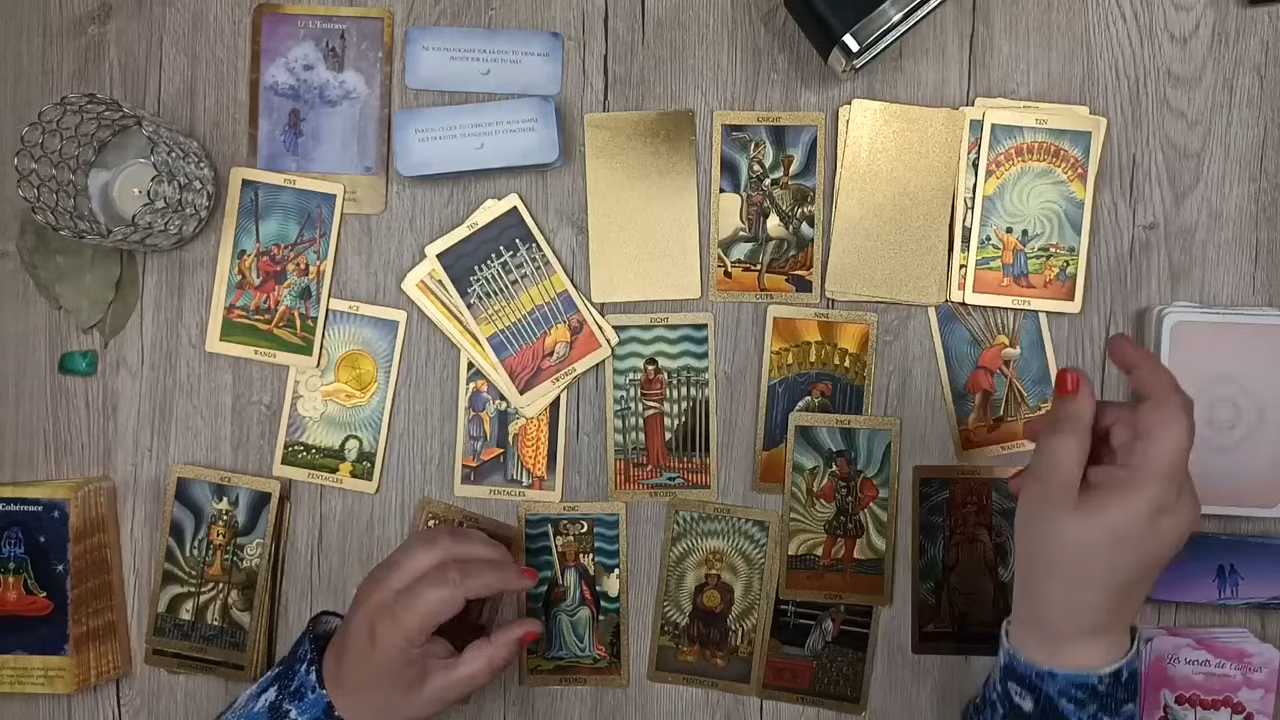 17 L'Entrave
NE SOIS PAS FOCALISÉ SUR LÀ D'OÙ TU VIENS MAIS
PLUTÔT SUR LÀ OÙ TU VAS!
PARFOIS, CE QUE TU CHERCHES EST AUSSI SIMPLE
QUE DE RESTER TRANQUILLE ET CONCENTRÉ.
KNIGHT
CUPS
TEN
CUPS
FIVE
WANDS
ACE
PENTACLES
TEN
SWORDS
PENTACLES
EIGHT
SWORDS
NINE
WANDS
PAGE
CUPS
ACE
CUPS
FOUR
KING
SWORDS
FOUR
PENTACLES
SWORDS
QUEEN
Cohérence
Les secrets de l'amour